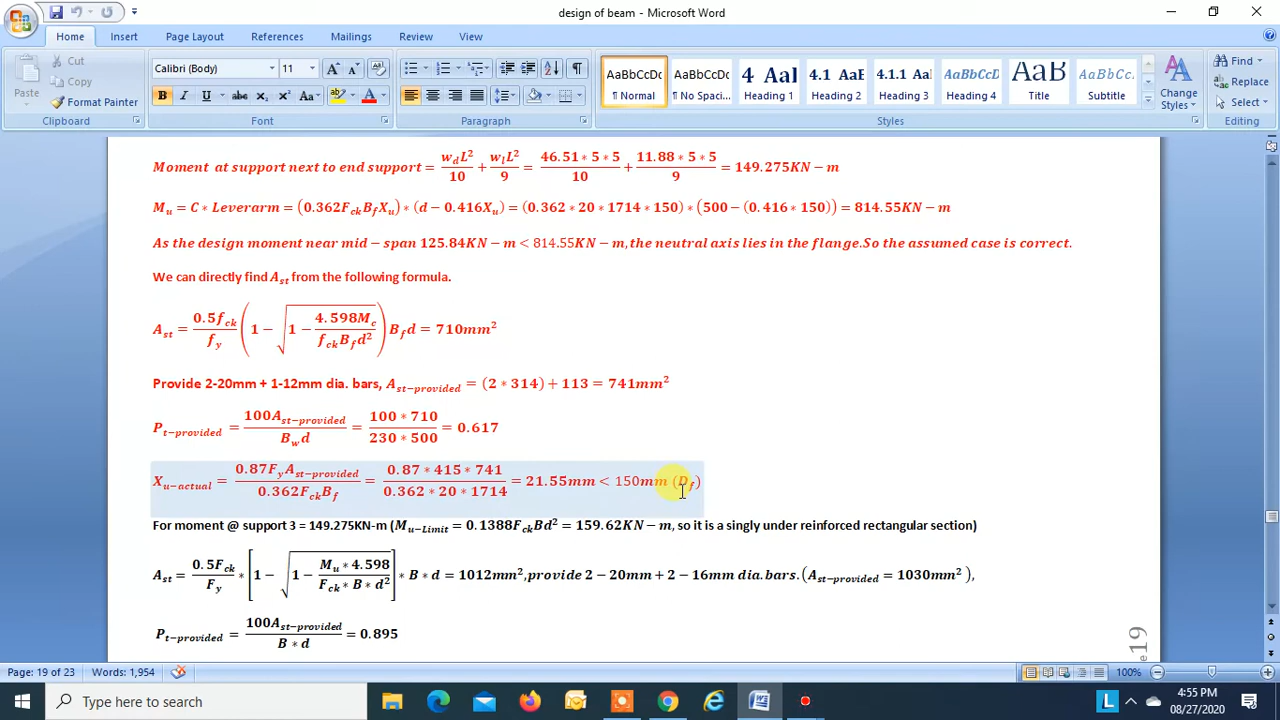 design of beam - Microsoft Word
Home Insert Page Layout References Mailings Review View
Cut
Copy
Format Painter
Paste
Clipboard
Calibri (Body) 11
Font
Paragraph
AaBbCcDc ¶ Normal
AaBbCcDc ¶ No Spaci...
4 AaBl Heading 1
4.1 AaB Heading 2
4.1.1 AaB Heading 3
AaBbCcD Heading 4
AaBb Title
AaBbCcDc Subtitle
Change Styles
Styles
Find
Replace
Select
Editing
Moment at support next to end support = w_dL²/10 + w_lL²/9 = 46.51∗5∗5/10 + 11.88∗5∗5/9 = 149.275KN − m
M_u = C ∗ Leverarm = (0.362F_ckB_fX_u) ∗ (d − 0.416X_u) = (0.362 ∗ 20 ∗ 1714 ∗ 150) ∗ (500 − (0.416 ∗ 150)) = 814.55KN − m
As the design moment near mid − span 125.84KN − m < 814.55KN − m, the neutral axis lies in the flange. So the assumed case is correct.
We can directly find A_st from the following formula.
A_st = 0.5f_ck/f_y (1 − √(1 − 4.598M_c/f_ckB_fd²)) B_fd = 710mm²
Provide 2-20mm + 1-12mm dia. bars, A_st−provided = (2 ∗ 314) + 113 = 741mm²
P_t−provided = 100A_st−provided/B_wd = 100 ∗ 710/230 ∗ 500 = 0.617
X_u−actual = 0.87F_yA_st−provided/0.362F_ckB_f = 0.87 ∗ 415 ∗ 741/0.362 ∗ 20 ∗ 1714 = 21.55mm < 150mm (D_f)
For moment @ support 3 = 149.275KN-m (M_u−Limit = 0.1388F_ckBd² = 159.62KN − m, so it is a singly under reinforced rectangular section)
A_st = 0.5F_ck/F_y ∗ [1 − √(1 − M_u ∗ 4.598/F_ck ∗ B ∗ d²)] ∗ B ∗ d = 1012mm², provide 2 − 20mm + 2 − 16mm dia. bars. (A_st−provided = 1030mm²),
P_t−provided = 100A_st−provided/B ∗ d = 0.895
e19
Page: 19 of 23 Words: 1,954
100%
Type here to search
4:55 PM
08/27/2020